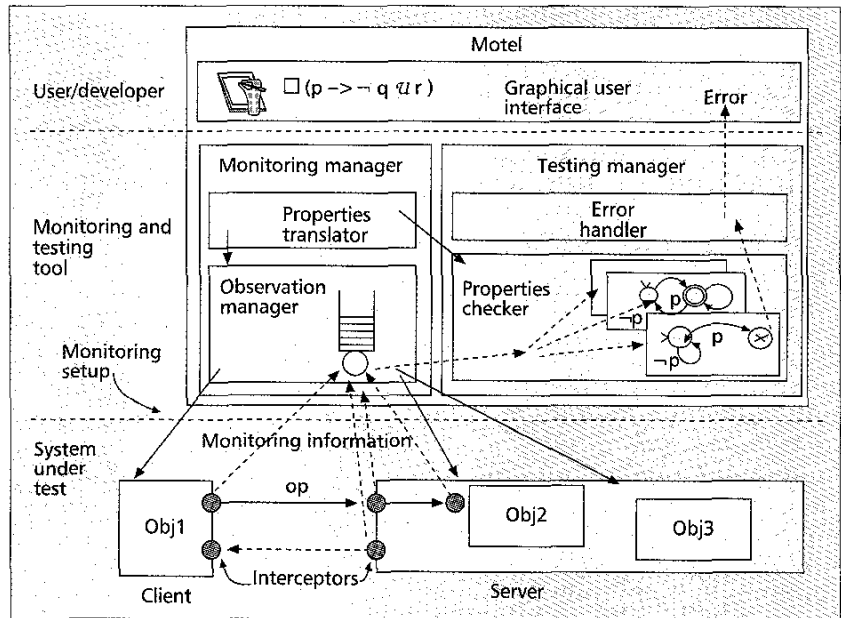 Motel
User/developer
□(p -> ¬ q 𝒰 r)
Graphical user
interface
Error
Monitoring manager
Testing manager
Properties
translator
Error
handler
Monitoring and
testing
tool
Observation
manager
Properties
checker
p
¬p
p
¬p
Monitoring
setup
System
under
test
Monitoring information
op
Obj1
Obj2
Obj3
Interceptors
Client
Server